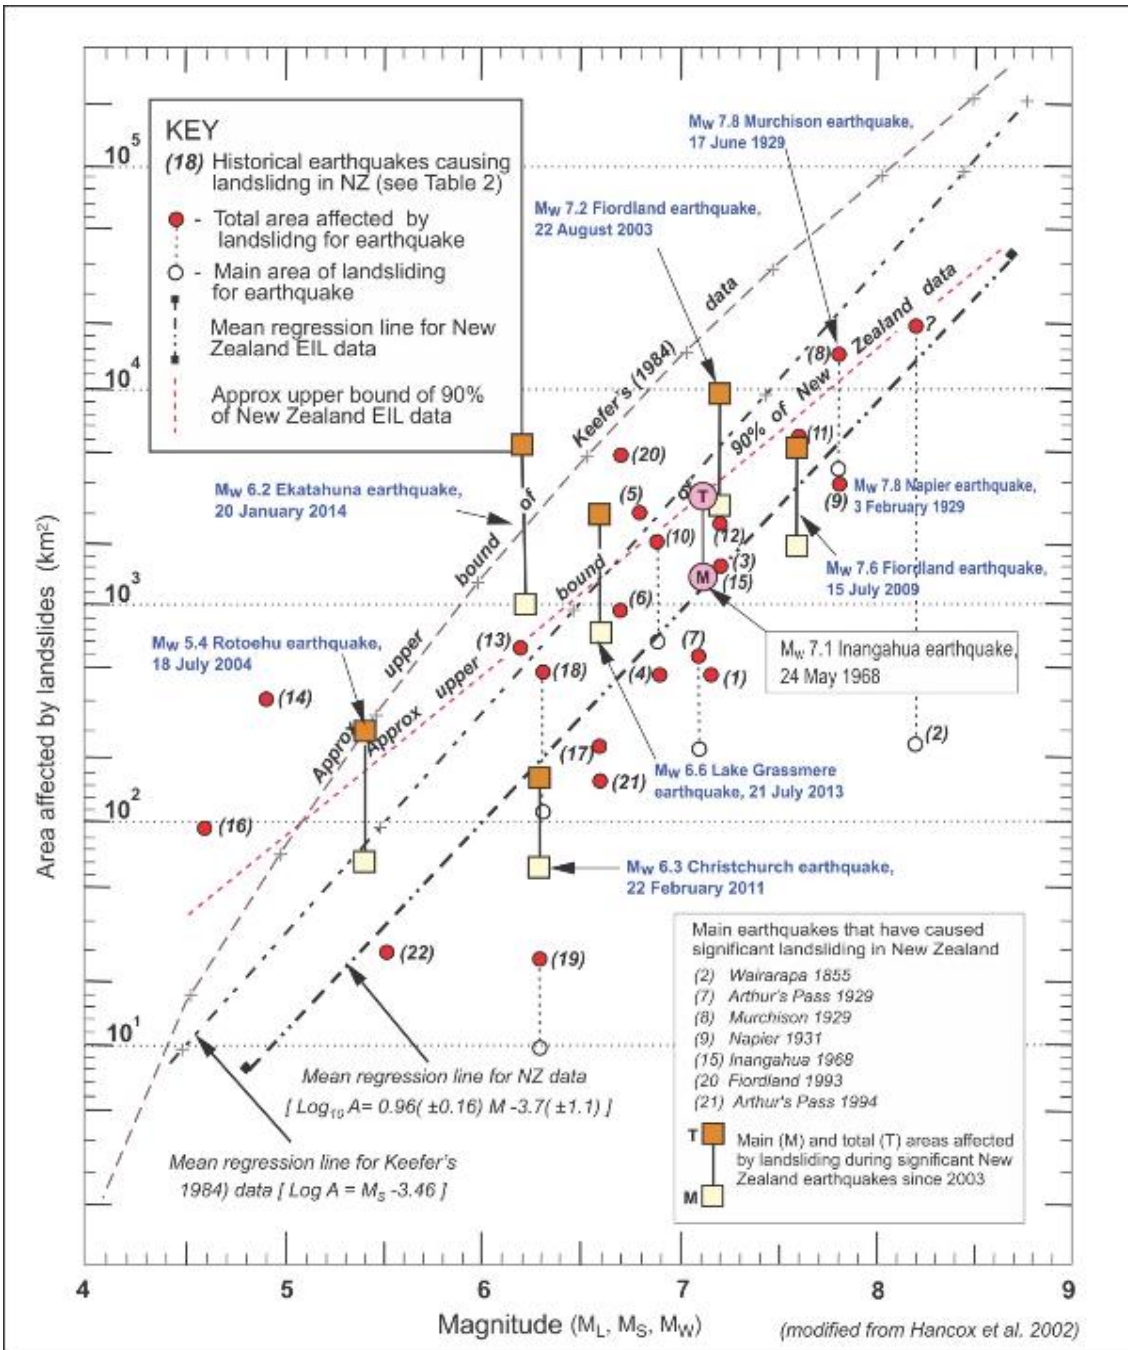 KEY
(18) Historical earthquakes causing
landslidng in NZ (see Table 2)
- Total area affected by
landslidng for earthquake
- Main area of landsliding
for earthquake
Mean regression line for New
Zealand EIL data
Approx upper bound of 90%
of New Zealand EIL data
Mw 7.8 Murchison earthquake,
17 June 1929
Mw 7.2 Fiordland earthquake,
22 August 2003
Mw 6.2 Ekatahuna earthquake,
20 January 2014
Mw 5.4 Rotoehu earthquake,
18 July 2004
Mw 7.8 Napier earthquake,
3 February 1929
Mw 7.6 Fiordland earthquake,
15 July 2009
Mw 7.1 Inangahua earthquake,
24 May 1968
Mw 6.6 Lake Grassmere
earthquake, 21 July 2013
Mw 6.3 Christchurch earthquake,
22 February 2011
Approx upper bound of Keefer's (1984) data
Approx upper bound of 90% of New Zealand data
(8)
?
(11)
(20)
(5)
(9)
T
(12)
(10)
(3)
M
(15)
(6)
(13)
(7)
(18)
(4)
(1)
(14)
(2)
(17)
(21)
(16)
(22)
(19)
Mean regression line for NZ data
[ Log10 A= 0.96( ±0.16) M -3.7( ±1.1) ]
Mean regression line for Keefer's
1984) data [ Log A = Ms -3.46 ]
Main earthquakes that have caused
significant landsliding in New Zealand
(2) Wairarapa 1855
(7) Arthur's Pass 1929
(8) Murchison 1929
(9) Napier 1931
(15) Inangahua 1968
(20 Fiordland 1993
(21) Arthur's Pass 1994
T
M
Main (M) and total (T) areas affected
by landsliding during significant New
Zealand earthquakes since 2003
Area affected by landslides (km²)
10⁵
10⁴
10³
10²
10¹
4 5 6 7 8 9
Magnitude (ML, MS, MW)
(modified from Hancox et al. 2002)